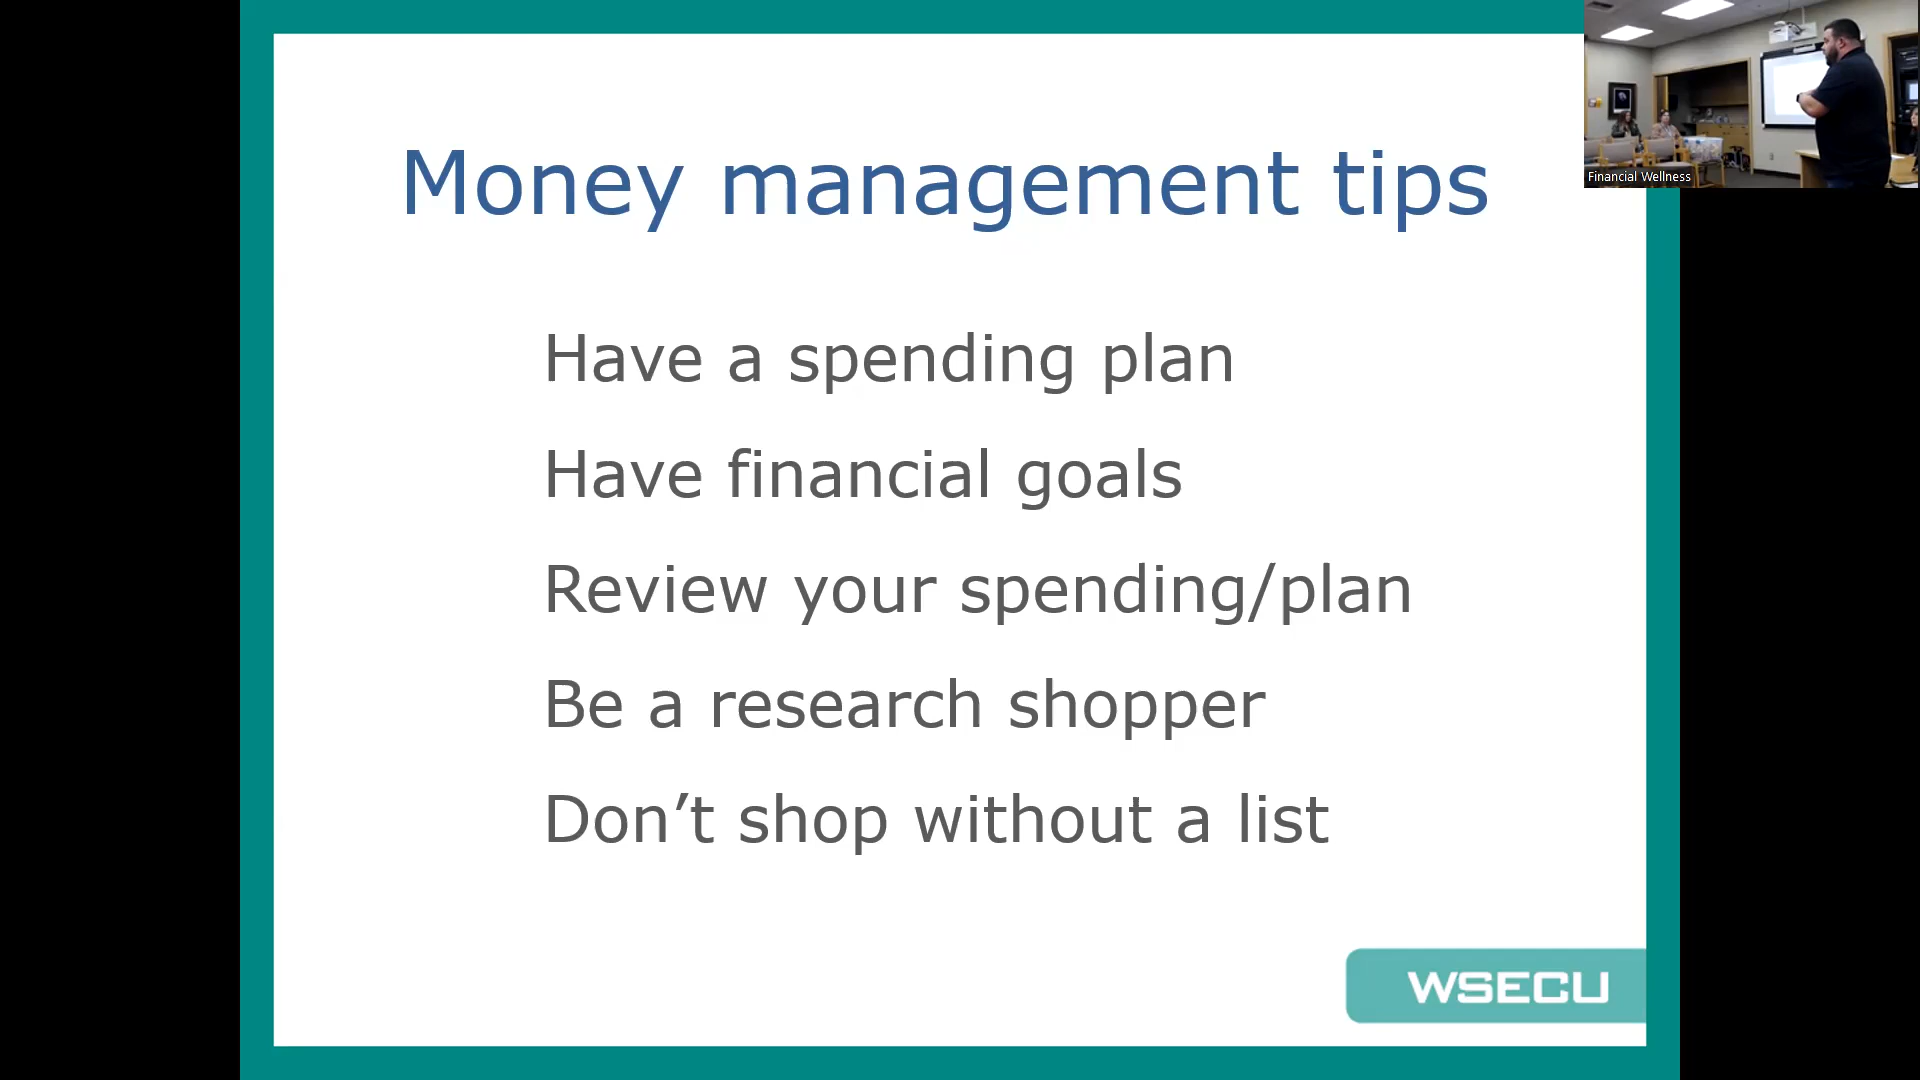 Money management tips
Have a spending plan
Have financial goals
Review your spending/plan
Be a research shopper
Don’t shop without a list
WSECU
Financial Wellness